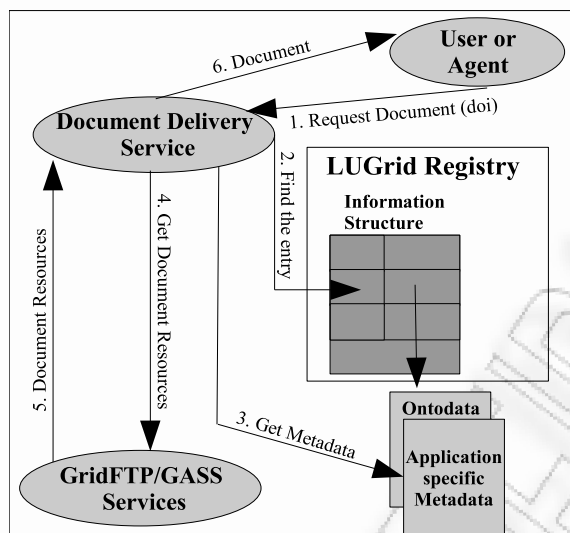 6. Document
User or
Agent
1. Request Document (doi)
Document Delivery
Service
2. Find the
entry
LUGrid Registry
Information
Structure
4. Get Document Resources
5. Document Resources
3. Get Metadata
Ontodata
Application
specific
Metadata
GridFTP/GASS
Services